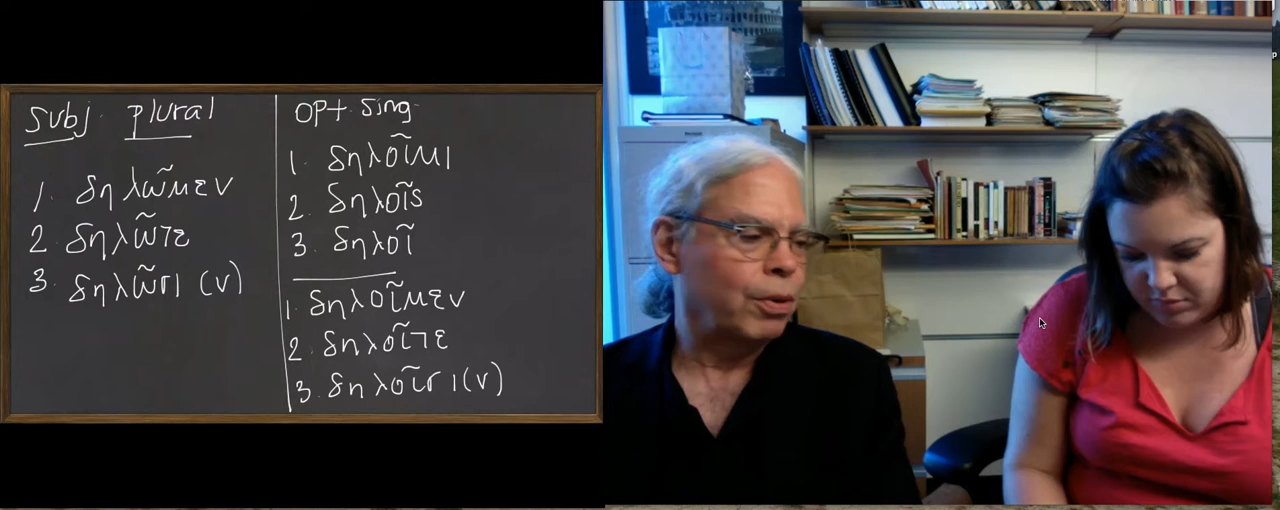 Subj. plural
1. δηλῶμεν
2. δηλῶτε
3. δηλῶσι (ν)
opt. sing.
1. δηλοῖμι
2. δηλοῖς
3. δηλοῖ
1. δηλοῖμεν
2. δηλοῖτε
3. δηλοῖσι(ν)